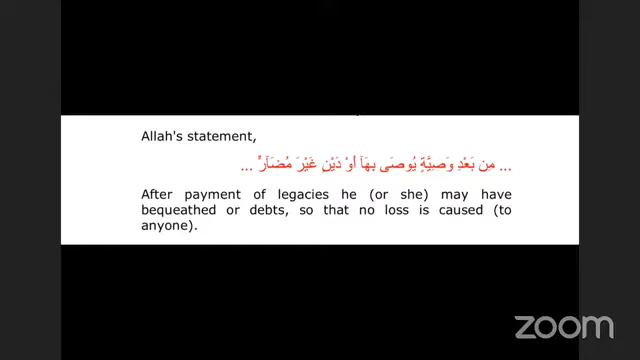 Allah's statement,
... مِن بَعْدِ وَصِيَّةٍ يُوصَى بِهَآ أَوْ دَيْنٍ غَيْرَ مُضَآرٍّ ...
After payment of legacies he (or she) may have
bequeathed or debts, so that no loss is caused (to
anyone).
zoom